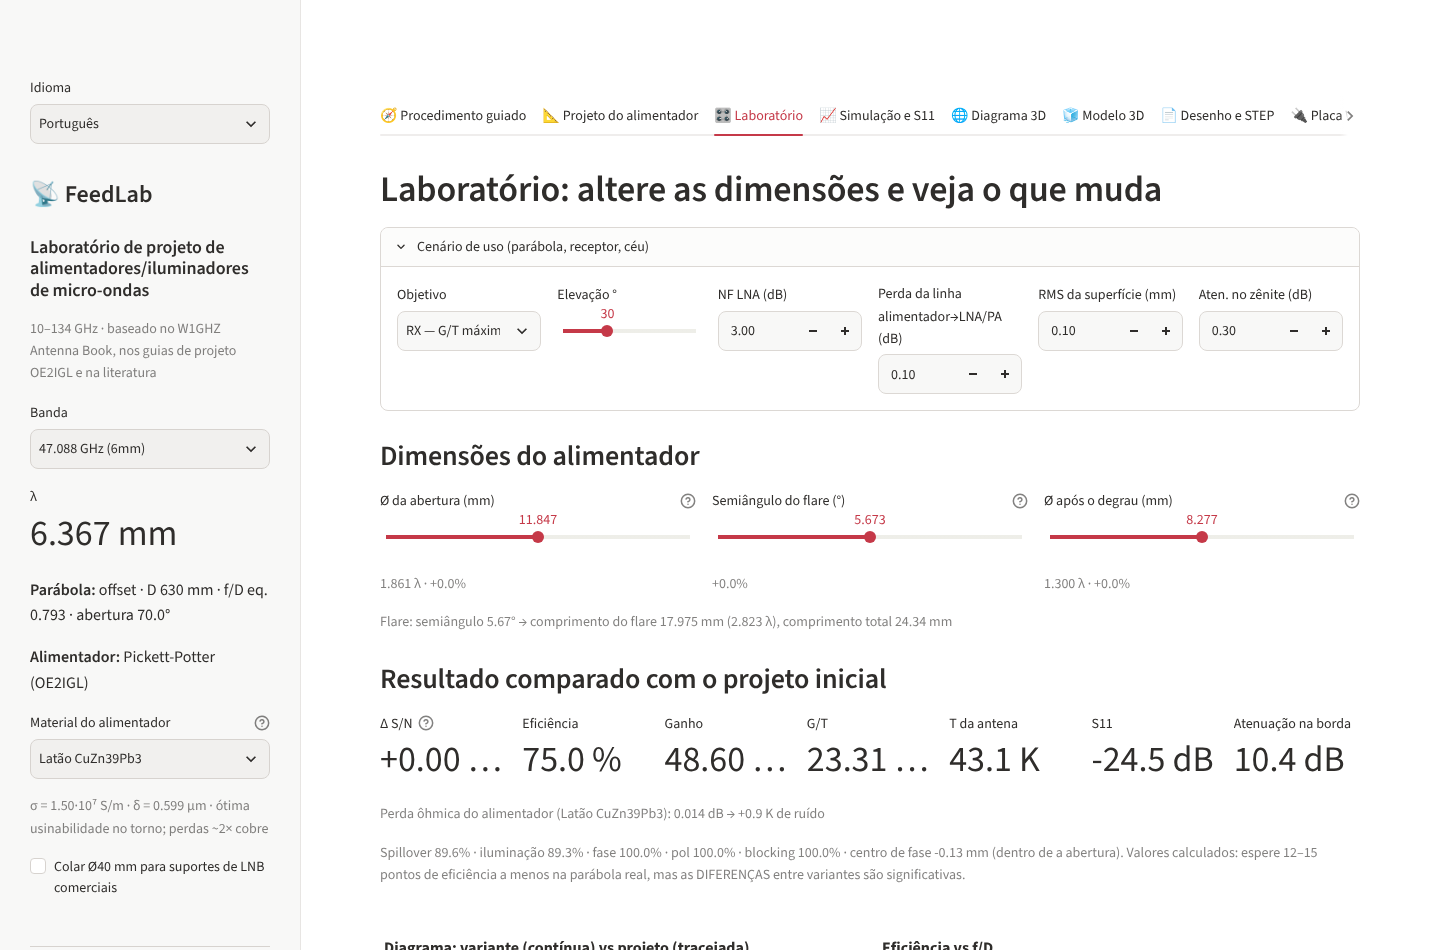 Idioma
Português
📡 FeedLab
Laboratório de projeto de
alimentadores/iluminadores
de micro-ondas
10–134 GHz · baseado no W1GHZ
Antenna Book, nos guias de projeto
OE2IGL e na literatura
Banda
47.088 GHz (6mm)
λ
6.367 mm
Parábola: offset · D 630 mm · f/D eq.
0.793 · abertura 70.0°
Alimentador: Pickett-Potter
(OE2IGL)
Material do alimentador
Latão CuZn39Pb3
σ = 1.50·10⁷ S/m · δ = 0.599 µm · ótima
usinabilidade no torno; perdas ~2× cobre
Colar Ø40 mm para suportes de LNB
comerciais
🧭 Procedimento guiado 📐 Projeto do alimentador 🎛️ Laboratório 📈 Simulação e S11 🌐 Diagrama 3D 🧊 Modelo 3D 📄 Desenho e STEP 🔌 Placa
Laboratório: altere as dimensões e veja o que muda
Cenário de uso (parábola, receptor, céu)
Objetivo
RX — G/T máxim
Elevação °
30
NF LNA (dB)
3.00
Perda da linha
alimentador→LNA/PA
(dB)
0.10
RMS da superfície (mm)
0.10
Aten. no zênite (dB)
0.30
Dimensões do alimentador
Ø da abertura (mm)
11.847
1.861 λ · +0.0%
Semiângulo do flare (°)
5.673
+0.0%
Ø após o degrau (mm)
8.277
1.300 λ · +0.0%
Flare: semiângulo 5.67° → comprimento do flare 17.975 mm (2.823 λ), comprimento total 24.34 mm
Resultado comparado com o projeto inicial
Δ S/N
+0.00 …
Eficiência
75.0 %
Ganho
48.60 …
G/T
23.31 …
T da antena
43.1 K
S11
-24.5 dB
Atenuação na borda
10.4 dB
Perda ôhmica do alimentador (Latão CuZn39Pb3): 0.014 dB → +0.9 K de ruído
Spillover 89.6% · iluminação 89.3% · fase 100.0% · pol 100.0% · blocking 100.0% · centro de fase -0.13 mm (dentro de a abertura). Valores calculados: espere 12–15
pontos de eficiência a menos na parábola real, mas as DIFERENÇAS entre variantes são significativas.
Diagrama: variante (contínua) vs projeto (tracejada)
Eficiência vs f/D